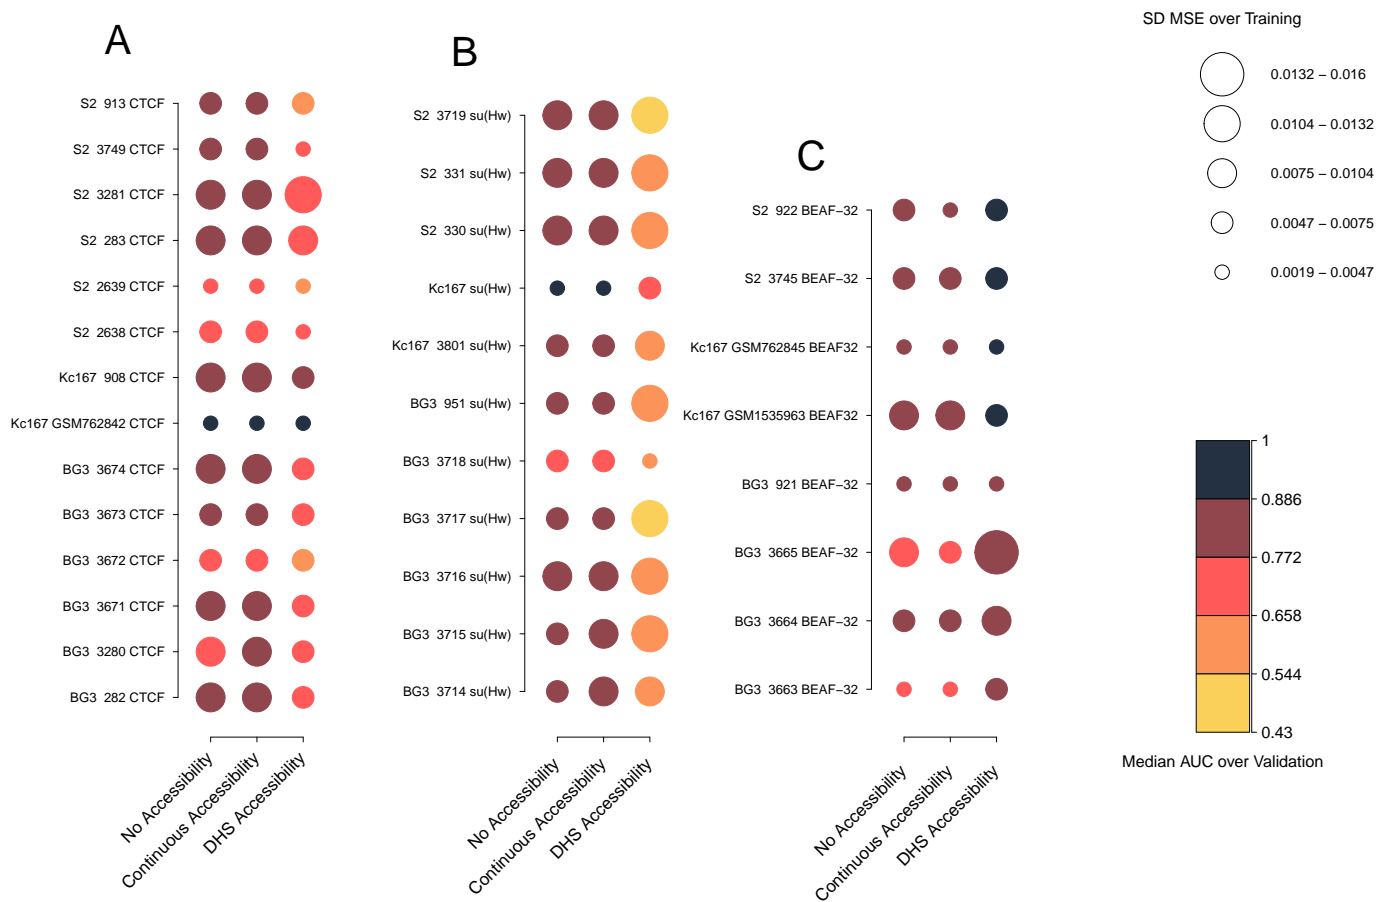 A
S2  913 CTCF
S2  3749 CTCF
S2  3281 CTCF
S2  283 CTCF
S2  2639 CTCF
S2  2638 CTCF
Kc167  908 CTCF
Kc167 GSM762842 CTCF
BG3  3674 CTCF
BG3  3673 CTCF
BG3  3672 CTCF
BG3  3671 CTCF
BG3  3280 CTCF
BG3  282 CTCF
No Accessibility
Continuous Accessibility
DHS Accessibility
B
S2  3719 su(Hw)
S2  331 su(Hw)
S2  330 su(Hw)
Kc167 su(Hw)
Kc167  3801 su(Hw)
BG3  951 su(Hw)
BG3  3718 su(Hw)
BG3  3717 su(Hw)
BG3  3716 su(Hw)
BG3  3715 su(Hw)
BG3  3714 su(Hw)
No Accessibility
Continuous Accessibility
DHS Accessibility
C
S2  922 BEAF−32
S2  3745 BEAF−32
Kc167 GSM762845 BEAF32
Kc167 GSM1535963 BEAF32
BG3  921 BEAF−32
BG3  3665 BEAF−32
BG3  3664 BEAF−32
BG3  3663 BEAF−32
No Accessibility
Continuous Accessibility
DHS Accessibility
SD MSE over Training
0.0132 − 0.016
0.0104 − 0.0132
0.0075 − 0.0104
0.0047 − 0.0075
0.0019 − 0.0047
1
0.886
0.772
0.658
0.544
0.43
Median AUC over Validation